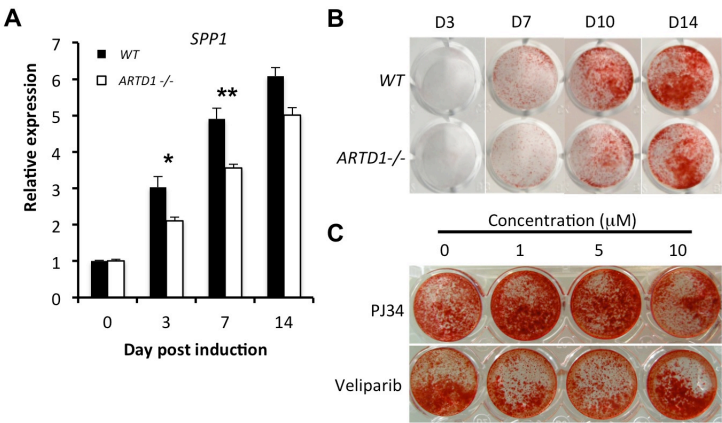 A
SPP1
7
6
5
4
3
2
1
0
Relative expression
WT
ARTD1 -/-
*
**
0 3 7 14
Day post induction
B
D3 D7 D10 D14
WT
ARTD1-/-
C
Concentration (μM)
0 1 5 10
PJ34
Veliparib